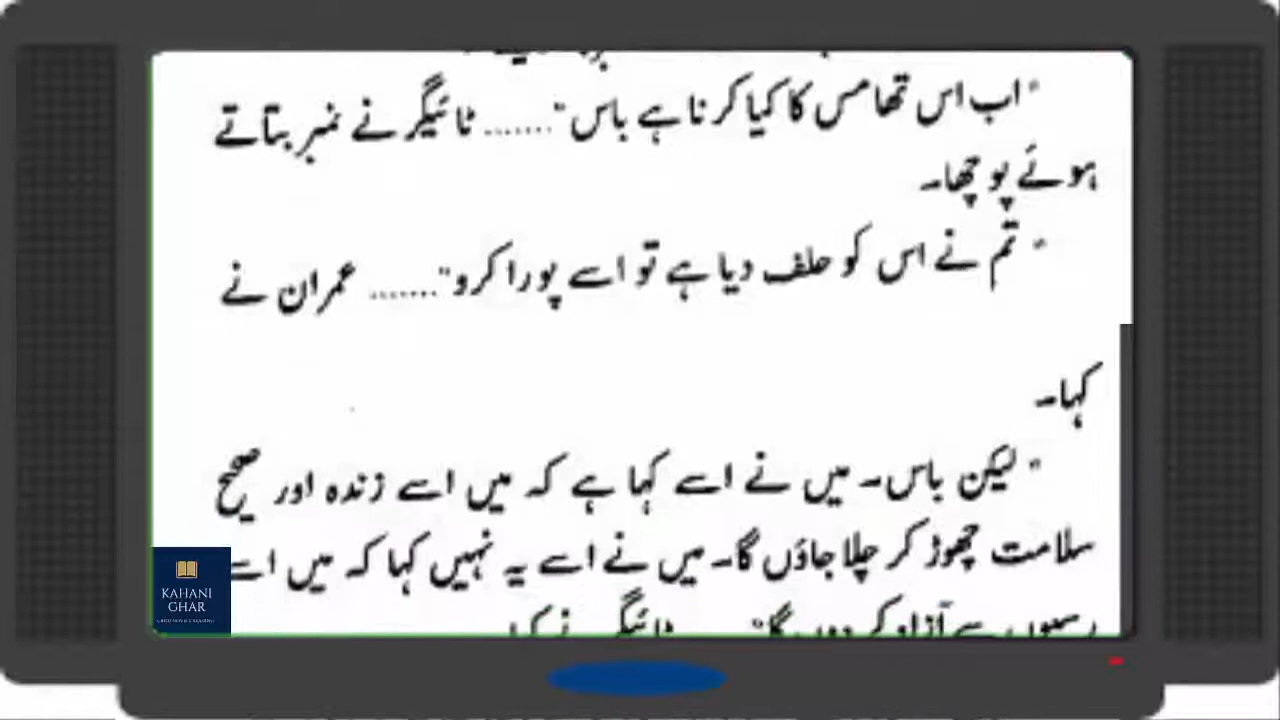 "اب اس تھامس کا کیا کرنا ہے باس"....... ٹائیگر نے نمبر بتاتے
ہوئے پوچھا۔
"تم نے اس کو حلف دیا ہے تو اسے پورا کرو"....... عمران نے
کہا۔
"لیکن باس۔ میں نے اسے کہا ہے کہ میں اسے زندہ اور صحیح
سلامت چھوڑ کر چلا جاؤں گا۔ میں نے اسے یہ نہیں کہا کہ میں اسے
KAHANI
GHAR